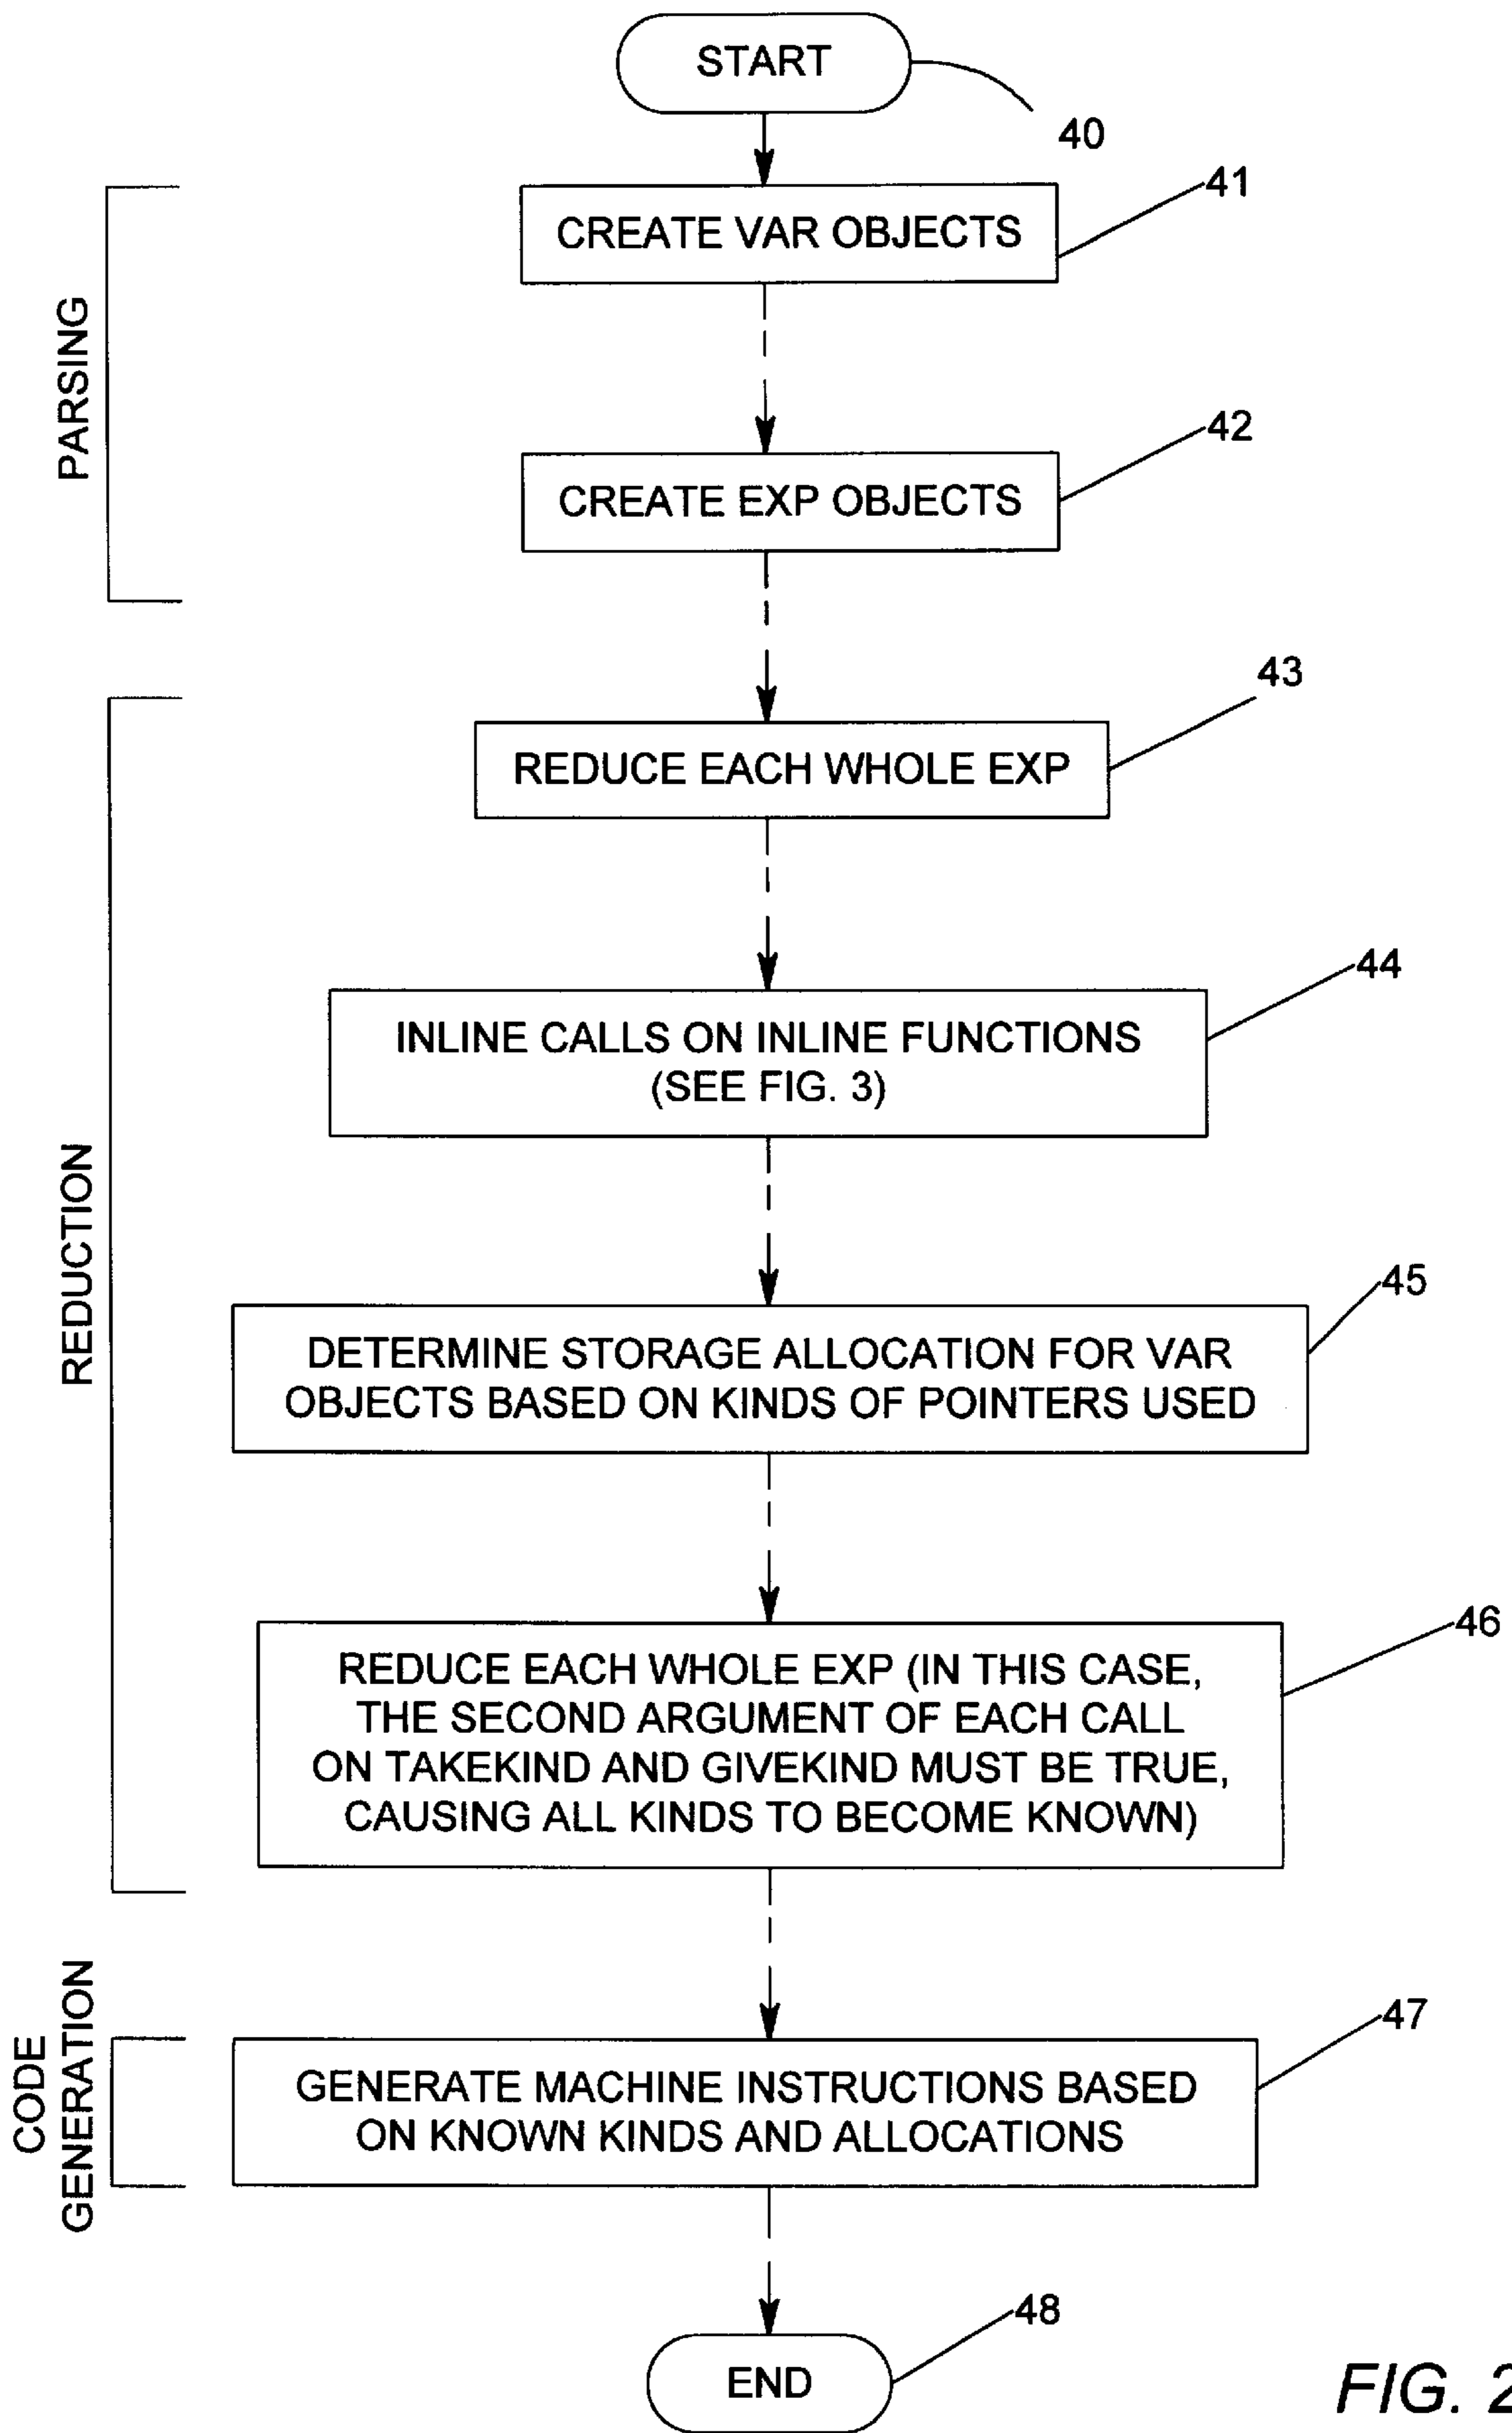 START
40
41
CREATE VAR OBJECTS
PARSING
42
CREATE EXP OBJECTS
43
REDUCE EACH WHOLE EXP
44
INLINE CALLS ON INLINE FUNCTIONS
(SEE FIG. 3)
REDUCTION
45
DETERMINE STORAGE ALLOCATION FOR VAR
OBJECTS BASED ON KINDS OF POINTERS USED
46
REDUCE EACH WHOLE EXP (IN THIS CASE,
THE SECOND ARGUMENT OF EACH CALL
ON TAKEKIND AND GIVEKIND MUST BE TRUE,
CAUSING ALL KINDS TO BECOME KNOWN)
CODE
GENERATION
47
GENERATE MACHINE INSTRUCTIONS BASED
ON KNOWN KINDS AND ALLOCATIONS
48
END
FIG. 2